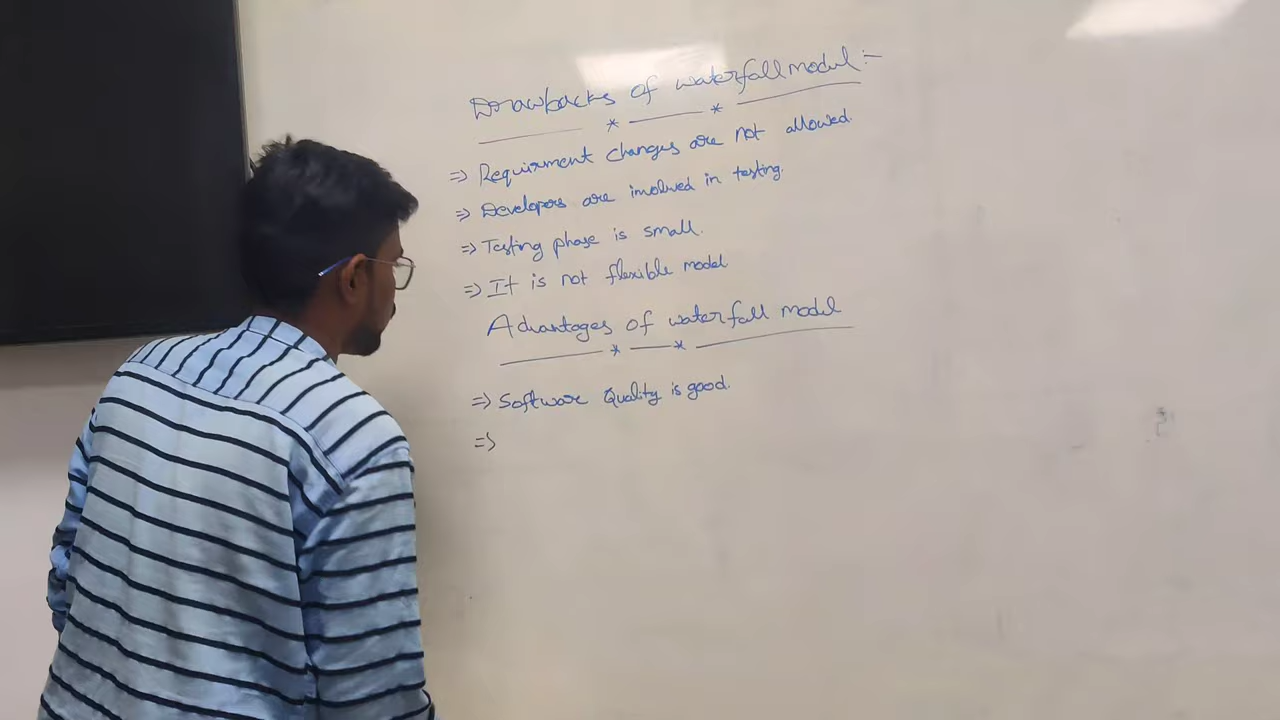 Drawbacks of waterfall model :-
⇒ Requirment changes are not allowed.
⇒ Developers are involved in testing.
⇒ Testing phase is small.
⇒ It is not flexible model
Advantages of waterfall model
⇒ Software Quality is good.
⇒